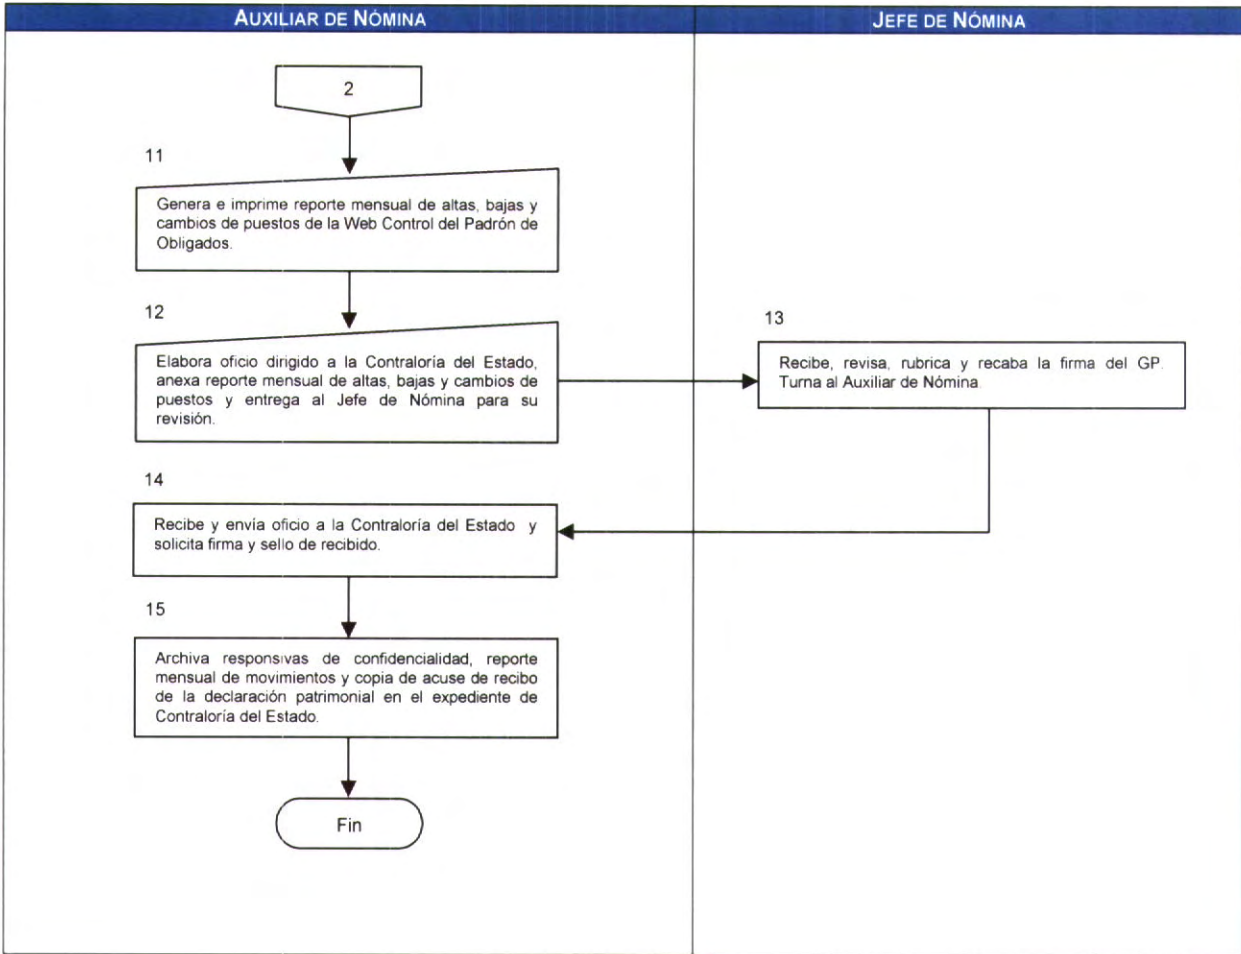 AUXILIAR DE NÓMINA
JEFE DE NÓMINA
2
11
Genera e imprime reporte mensual de altas, bajas y
cambios de puestos de la Web Control del Padrón de
Obligados.
12
Elabora oficio dirigido a la Contraloría del Estado,
anexa reporte mensual de altas, bajas y cambios de
puestos y entrega al Jefe de Nómina para su
revisión.
13
Recibe, revisa, rubrica y recaba la firma del GP.
Turna al Auxiliar de Nómina.
14
Recibe y envía oficio a la Contraloría del Estado y
solicita firma y sello de recibido.
15
Archiva responsivas de confidencialidad, reporte
mensual de movimientos y copia de acuse de recibo
de la declaración patrimonial en el expediente de
Contraloría del Estado.
Fin